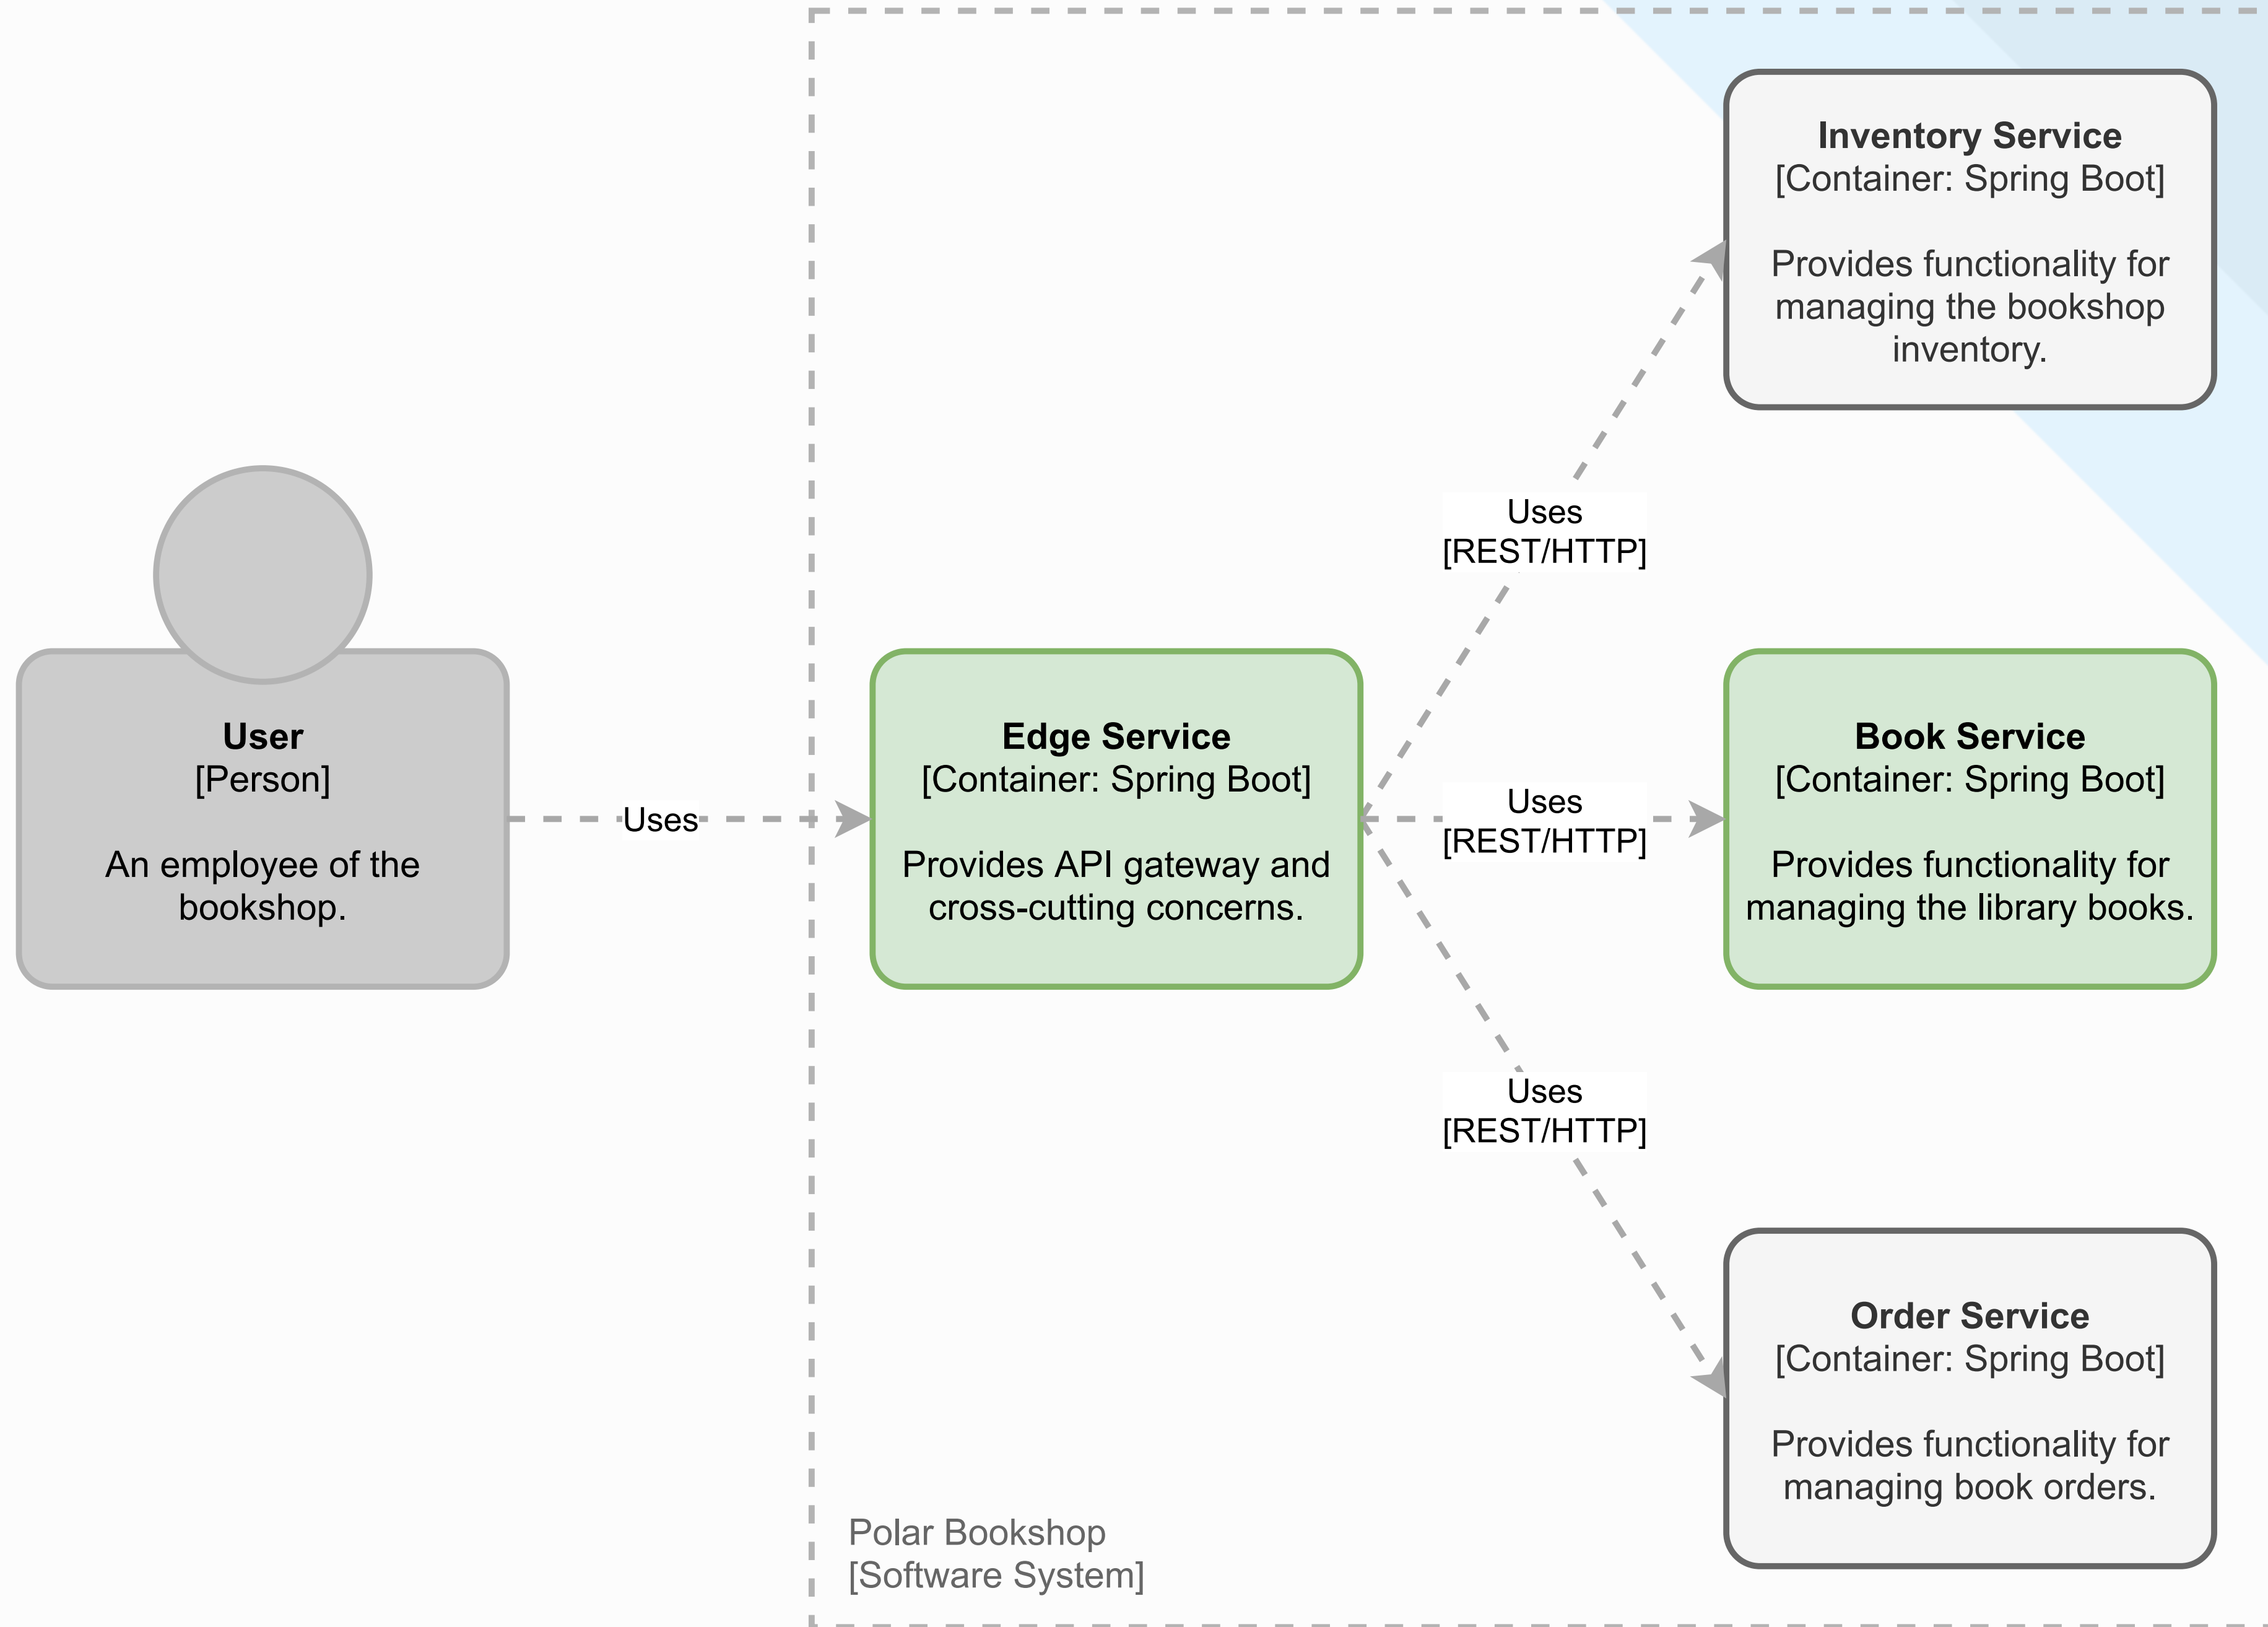 Inventory Service
[Container: Spring Boot]
Provides functionality for
managing the bookshop
inventory.
Uses
[REST/HTTP]
User
[Person]
An employee of the
bookshop.
Uses
Edge Service
[Container: Spring Boot]
Provides API gateway and
cross-cutting concerns.
Uses
[REST/HTTP]
Book Service
[Container: Spring Boot]
Provides functionality for
managing the library books.
Uses
[REST/HTTP]
Order Service
[Container: Spring Boot]
Provides functionality for
managing book orders.
Polar Bookshop
[Software System]